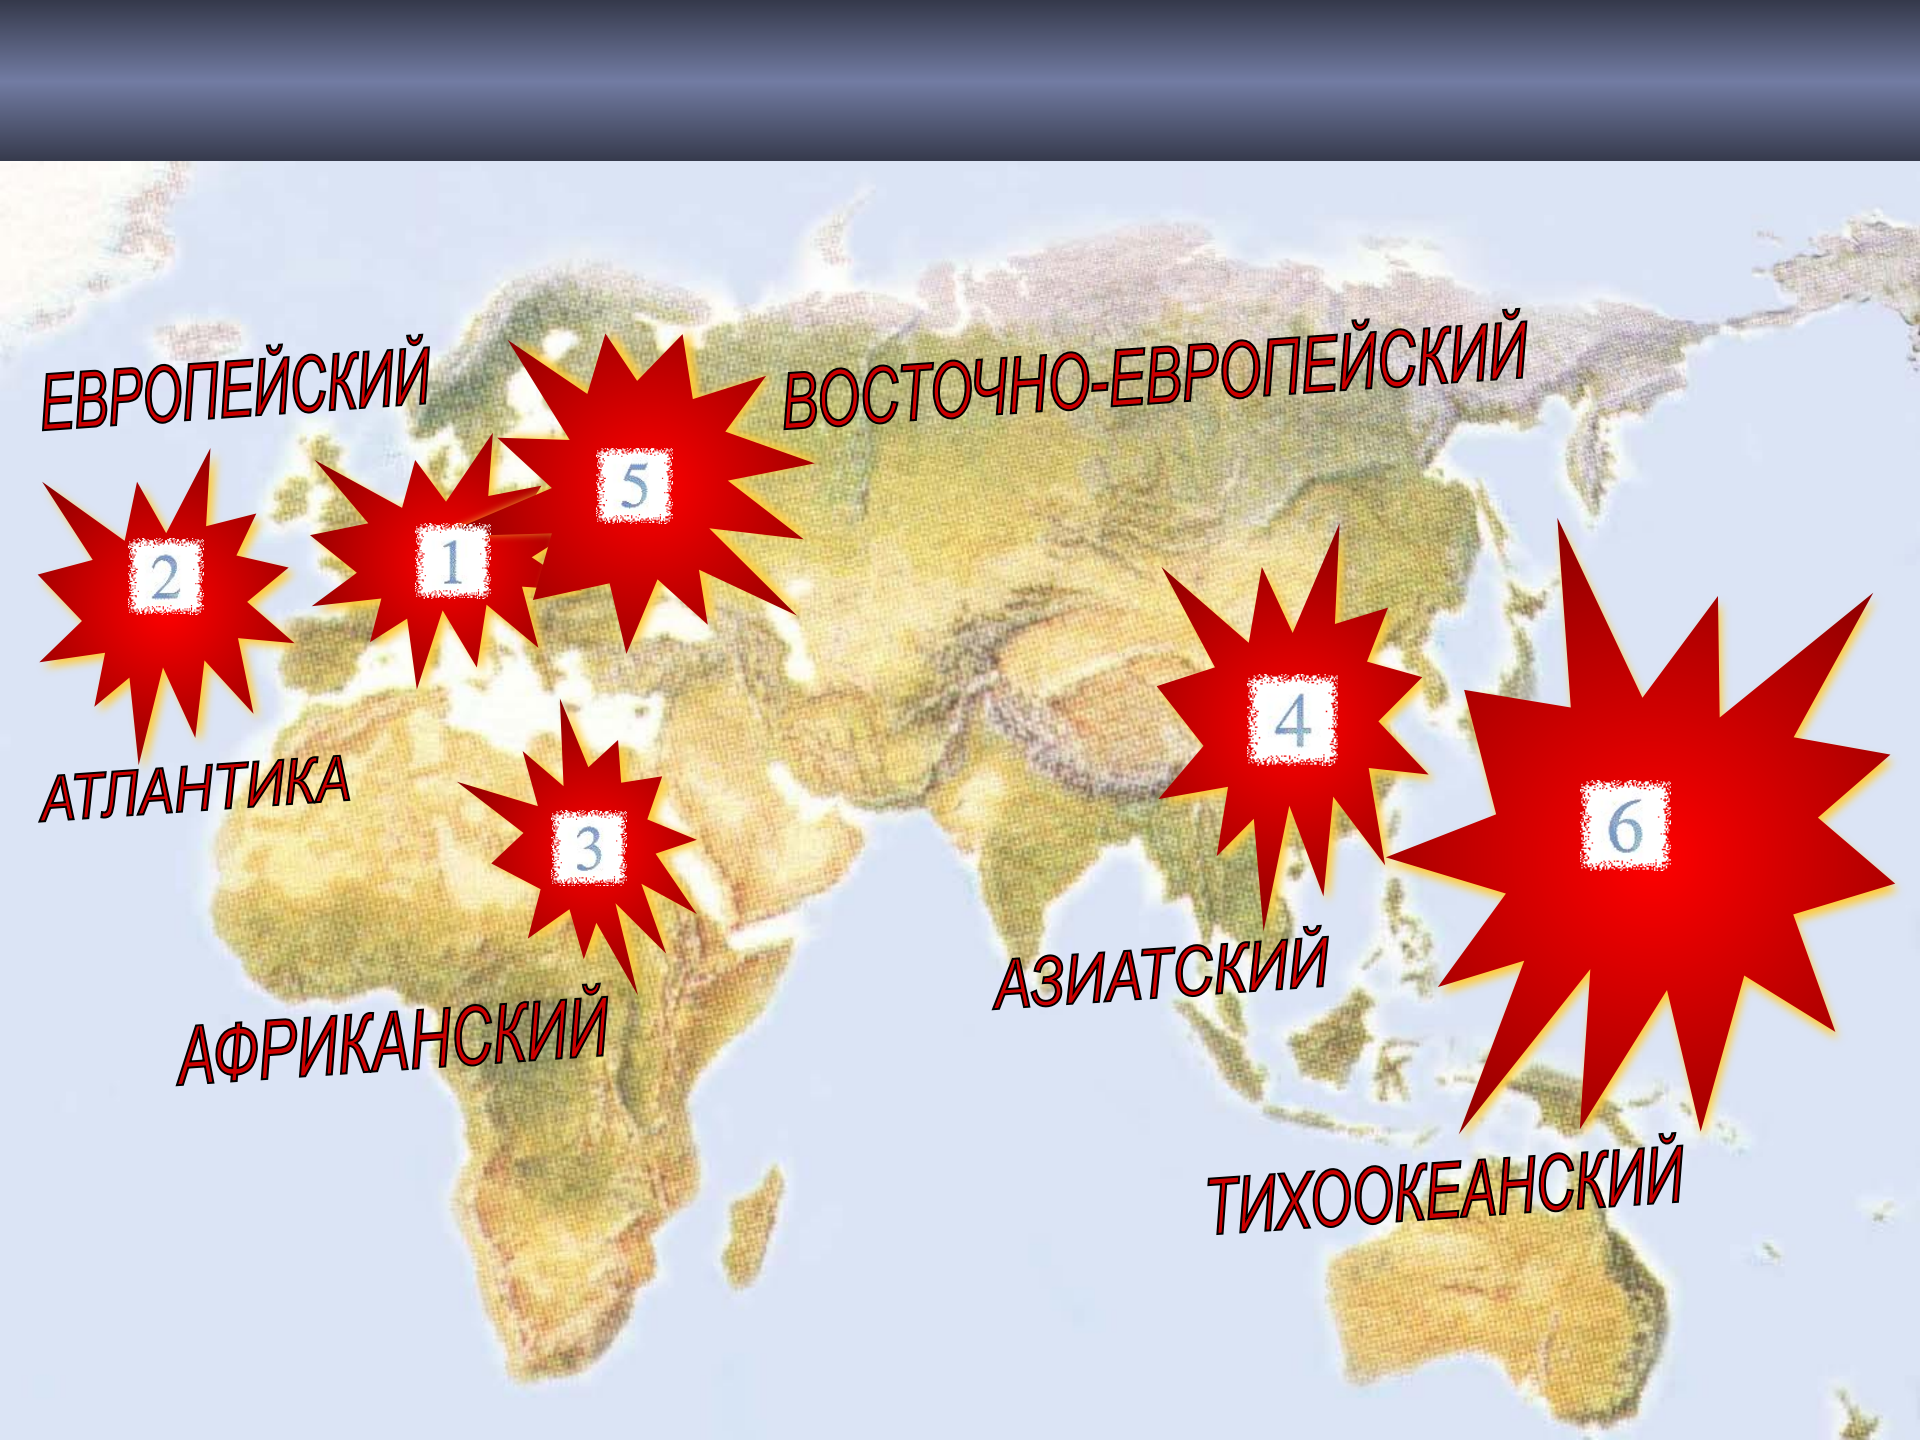 ЕВРОПЕЙСКИЙ
ВОСТОЧНО-ЕВРОПЕЙСКИЙ
5
1
2
4
6
3
АТЛАНТИКА
АЗИАТСКИЙ
АФРИКАНСКИЙ
ТИХООКЕАНСКИЙ